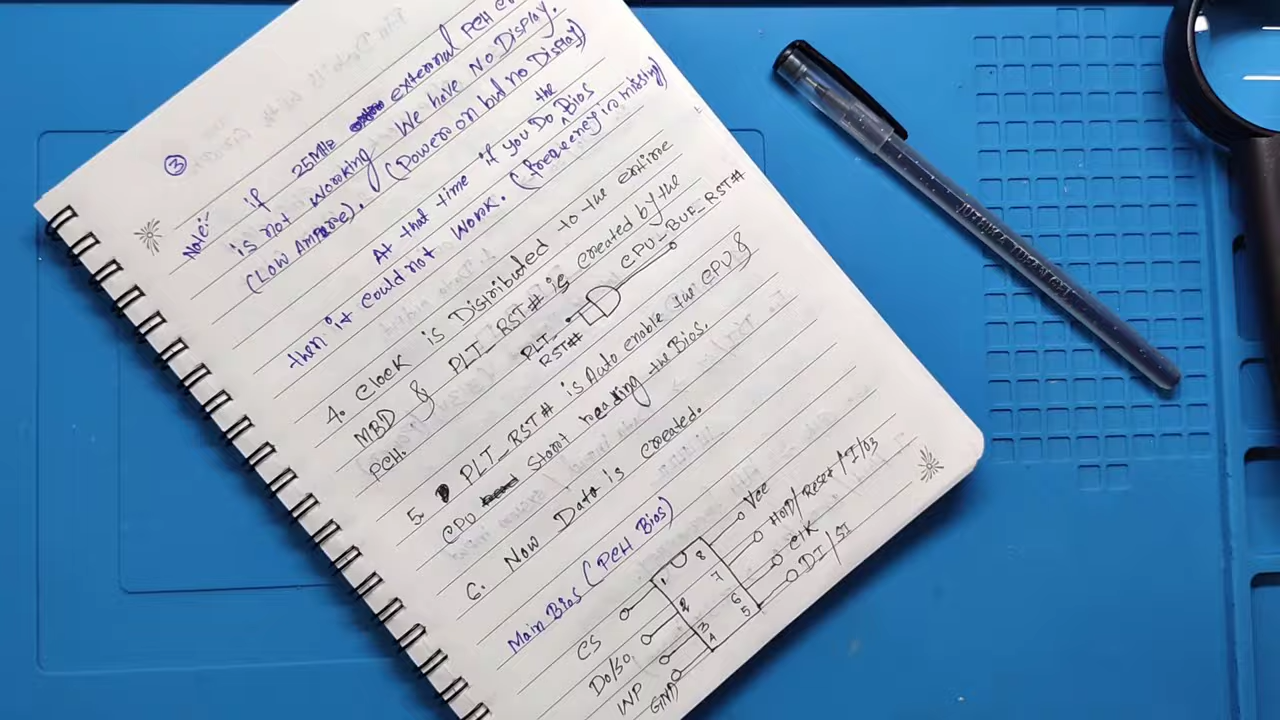 ③
Note:- if 25MHz external PCH
is not working We have No Display.
(Low Ampere). (Power on but no Display)
At that time if you Do the Bios
then it could not work. (frequency is missing)
4. Clock is Distributed to the entire
MBD & PLT_RST# is created by the
PCH.
PLT_RST#
CPU_BUF_RST#
5. PLT_RST# is Auto enable the CPU &
CPU Start reading the Bios.
6. Now Data is created.
Main Bios (PCH Bios)
CS 1
Do/so, 2
WP 3
GND 4
8 Vcc
7 HOLD/Reset/
6 CLK
5 DI/SI